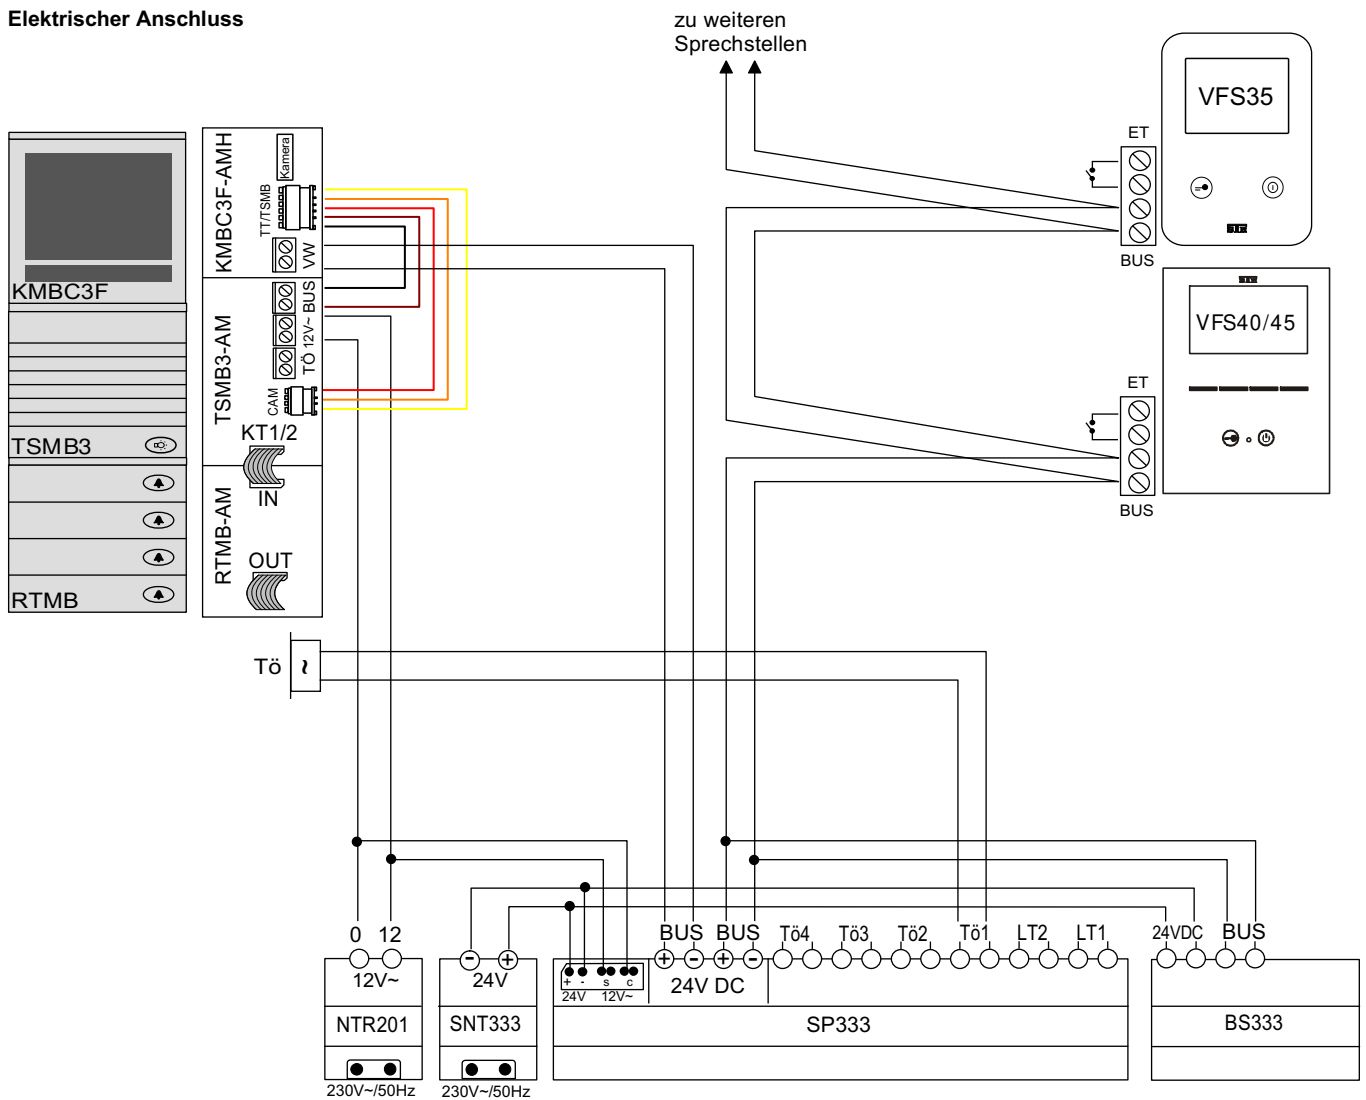 Elektrischer Anschluss
zu weiteren
Sprechstellen
VFS35
ET
BUS
KMBC3F-AMH
Kamera
TT/TSMB
VW
KMBC3F
TSMB3-AM
BUS
12V~
TÖ
CAM
KT1/2
TSMB3
VFS40/45
ET
BUS
IN
RTMB-AM
OUT
RTMB
Tö
~
0 12
12V~
NTR201
230V~/50Hz
- +
24V
SNT333
230V~/50Hz
+ - s c
24V 12V~
BUS BUS Tö4 Tö3 Tö2 Tö1 LT2 LT1
+ - + -
24V DC
SP333
24VDC BUS
BS333